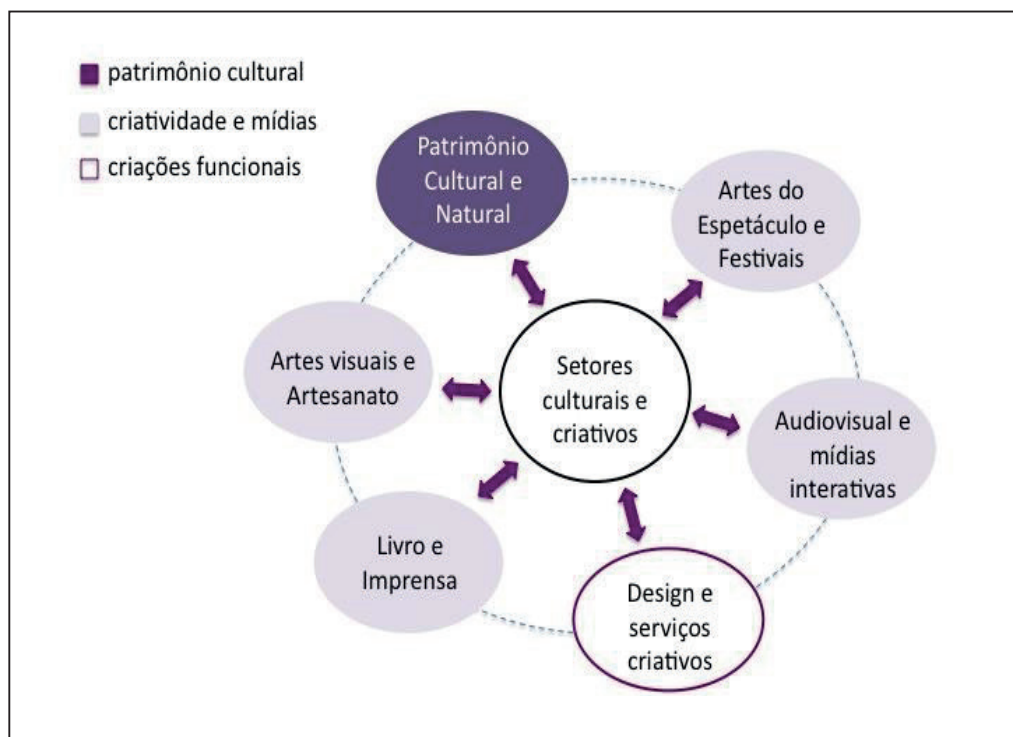 patrimônio cultural
criatividade e mídias
criações funcionais
Patrimônio
Cultural e
Natural
Artes do
Espetáculo e
Festivais
Artes visuais e
Artesanato
Setores
culturais e
criativos
Audiovisual e
mídias
interativas
Livro e
Imprensa
Design e
serviços
criativos